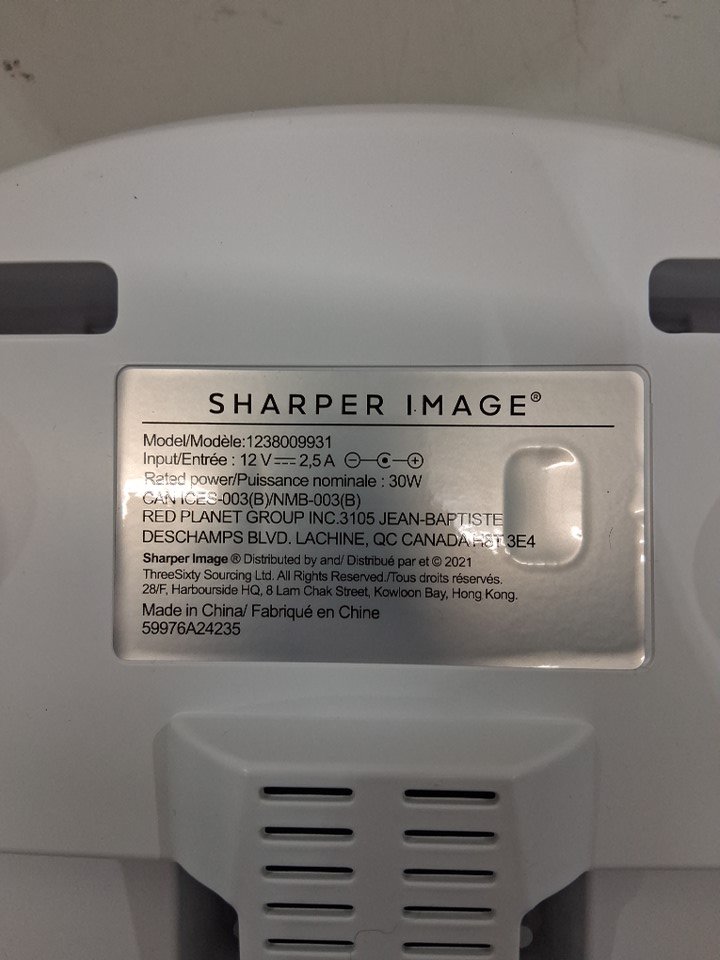 SHARPER IMAGE®
Model/Modèle:1238009931
Input/Entrée : 12 V⎓2,5 A
Rated power/Puissance nominale : 30W
CAN ICES-003(B)/NMB-003(B)
RED PLANET GROUP INC.3105 JEAN-BAPTISTE
DESCHAMPS BLVD. LACHINE, QC CANADA H8T 3E4
Sharper Image ® Distributed by and/ Distribué par et © 2021
ThreeSixty Sourcing Ltd. All Rights Reserved./Tous droits réservés.
28/F, Harbourside HQ, 8 Lam Chak Street, Kowloon Bay, Hong Kong.
Made in China/ Fabriqué en Chine
59976A24235